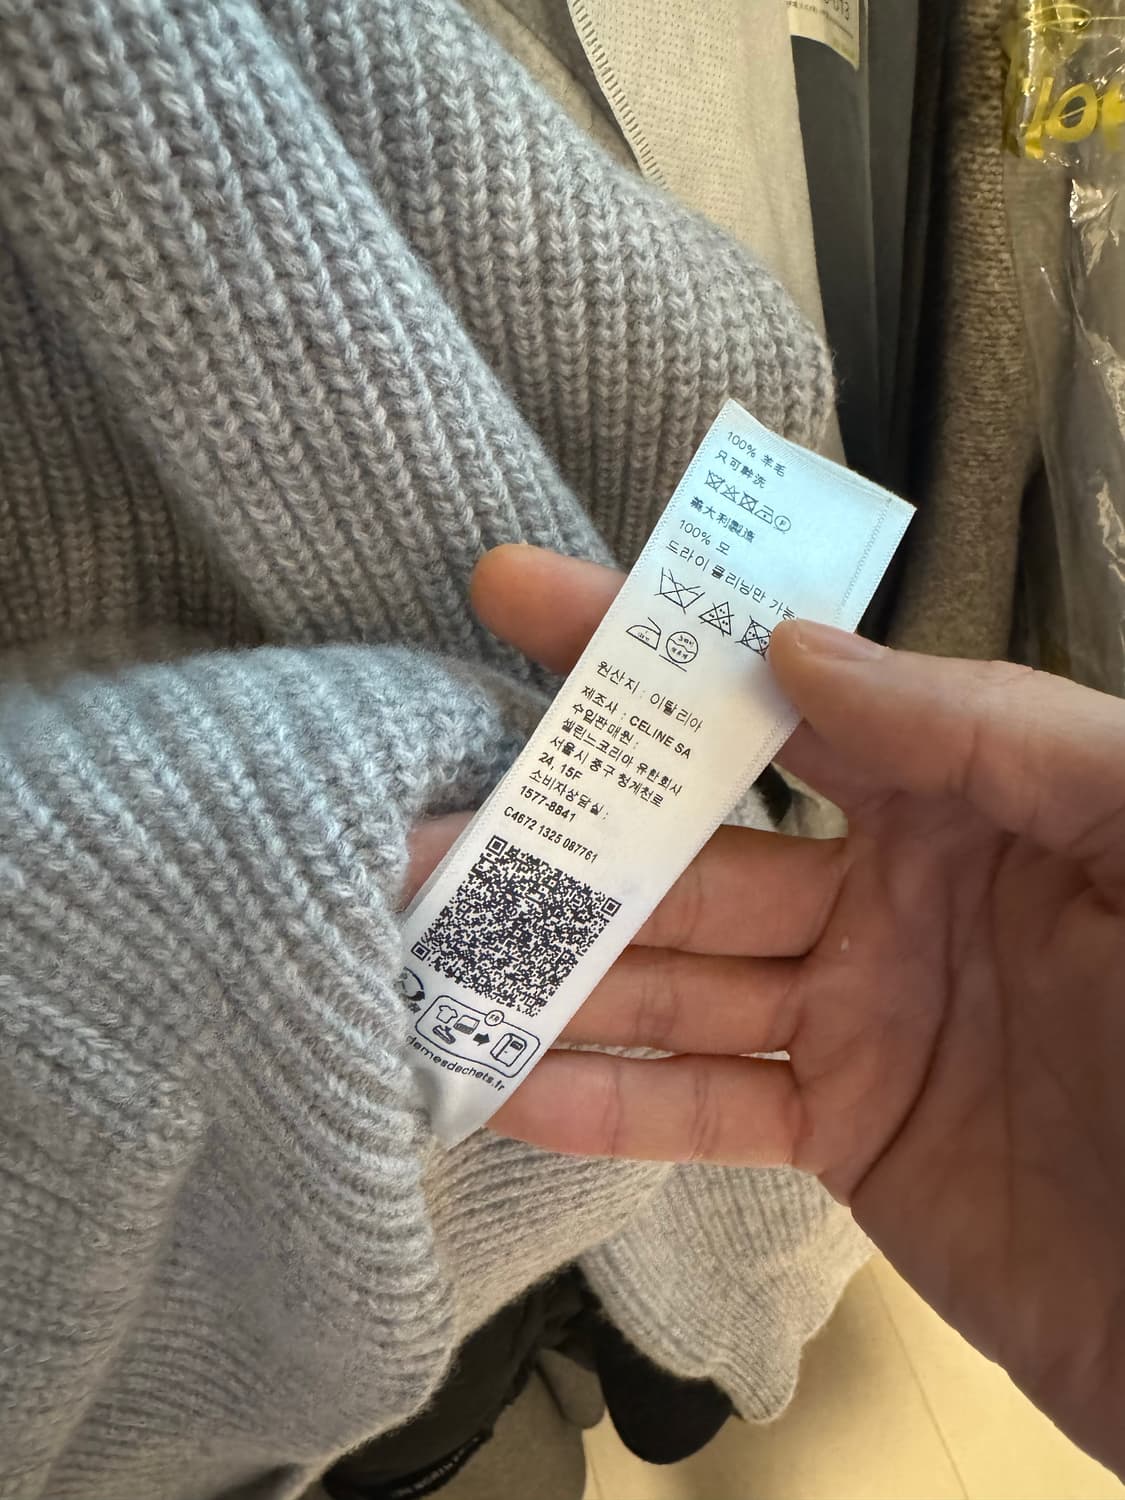 100% 羊毛
只可幹洗
F
義大利製造
100% 모
드라이 클리닝만 가능
원산지 : 이탈리아
제조사 : CELINE SA
수입판매원 :
셀린느코리아 유한회사
서울시 중구 청계천로
24, 15F
소비자상담실 :
1577-8841
C4672 1325 087761
FR
demesdechets.fr